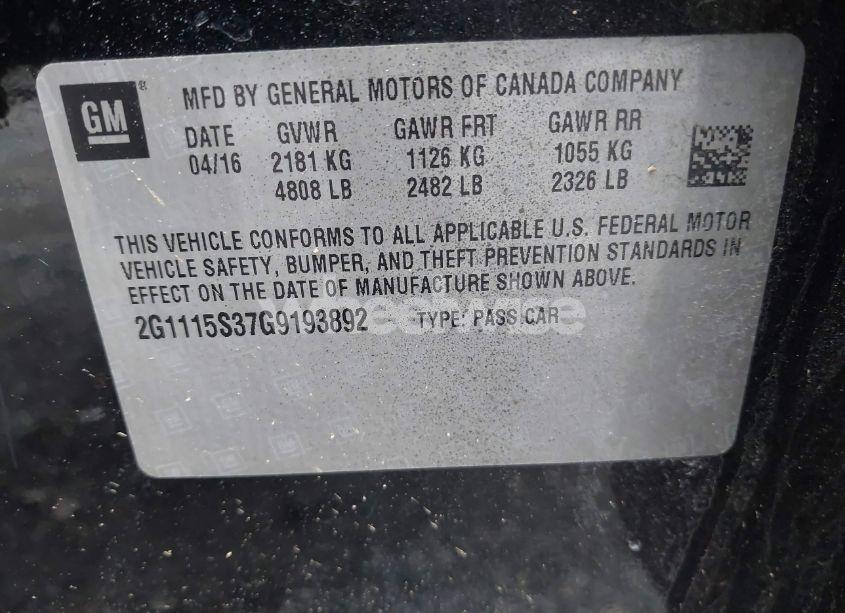 GM
MFD BY GENERAL MOTORS OF CANADA COMPANY
DATE GVWR GAWR FRT GAWR RR
04/16 2181 KG 1126 KG 1055 KG
4808 LB 2482 LB 2326 LB
THIS VEHICLE CONFORMS TO ALL APPLICABLE U.S. FEDERAL MOTOR
VEHICLE SAFETY, BUMPER, AND THEFT PREVENTION STANDARDS IN
EFFECT ON THE DATE OF MANUFACTURE SHOWN ABOVE.
2G1115S37G9193892 TYPE: PASS CAR